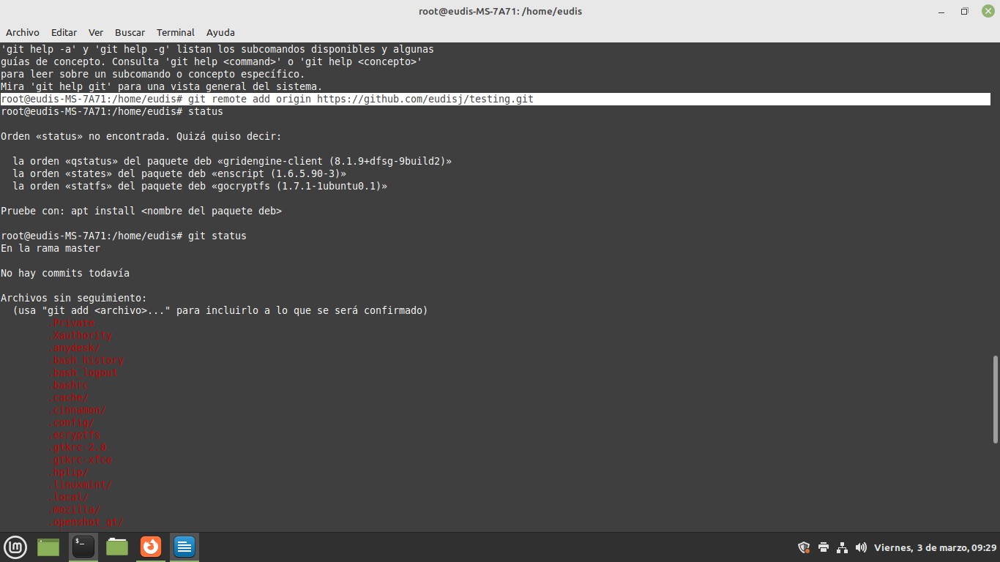 root@eudis-MS-7A71: /home/eudis
Archivo Editar Ver Buscar Terminal Ayuda
'git help -a' y 'git help -g' listan los subcomandos disponibles y algunas
guías de concepto. Consulta 'git help <command>' o 'git help <concepto>'
para leer sobre un subcomando o concepto específico.
Mira 'git help git' para una vista general del sistema.
root@eudis-MS-7A71:/home/eudis# git remote add origin https://github.com/eudisj/testing.git
root@eudis-MS-7A71:/home/eudis# status
Orden «status» no encontrada. Quizá quiso decir:
la orden «qstatus» del paquete deb «gridengine-client (8.1.9+dfsg-9build2)»
la orden «states» del paquete deb «enscript (1.6.5.90-3)»
la orden «statfs» del paquete deb «gocryptfs (1.7.1-1ubuntu0.1)»
Pruebe con: apt install <nombre del paquete deb>
root@eudis-MS-7A71:/home/eudis# git status
En la rama master
No hay commits todavía
Archivos sin seguimiento:
(usa "git add <archivo>..." para incluirlo a lo que se será confirmado)
.Private
.Xauthority
.anydesk/
.bash_history
.bash_logout
.bashrc
.cache/
.cinnamon/
.config/
.ecryptfs
.gtkrc-2.0
.gtkrc-xfce
.hplip/
.linuxmint/
.local/
.mozilla/
.openshot_qt/
Viernes, 3 de marzo, 09:29